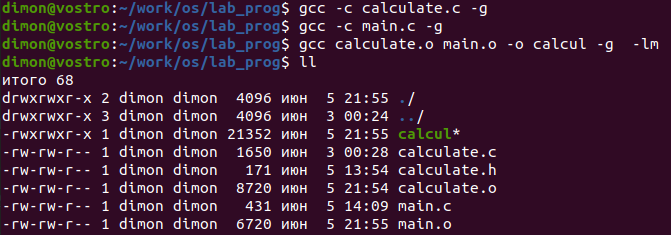 dimon@vostro:~/work/os/lab_prog$ gcc -c calculate.c -g
dimon@vostro:~/work/os/lab_prog$ gcc -c main.c -g
dimon@vostro:~/work/os/lab_prog$ gcc calculate.o main.o -o calcul -g  -lm
dimon@vostro:~/work/os/lab_prog$ ll
итого 68
drwxrwxr-x 2 dimon dimon  4096 июн  5 21:55 ./
drwxrwxr-x 3 dimon dimon  4096 июн  3 00:24 ../
-rwxrwxr-x 1 dimon dimon 21352 июн  5 21:55 calcul*
-rw-rw-r-- 1 dimon dimon  1650 июн  3 00:28 calculate.c
-rw-rw-r-- 1 dimon dimon   171 июн  5 13:54 calculate.h
-rw-rw-r-- 1 dimon dimon  8720 июн  5 21:54 calculate.o
-rw-rw-r-- 1 dimon dimon   431 июн  5 14:09 main.c
-rw-rw-r-- 1 dimon dimon  6720 июн  5 21:55 main.o